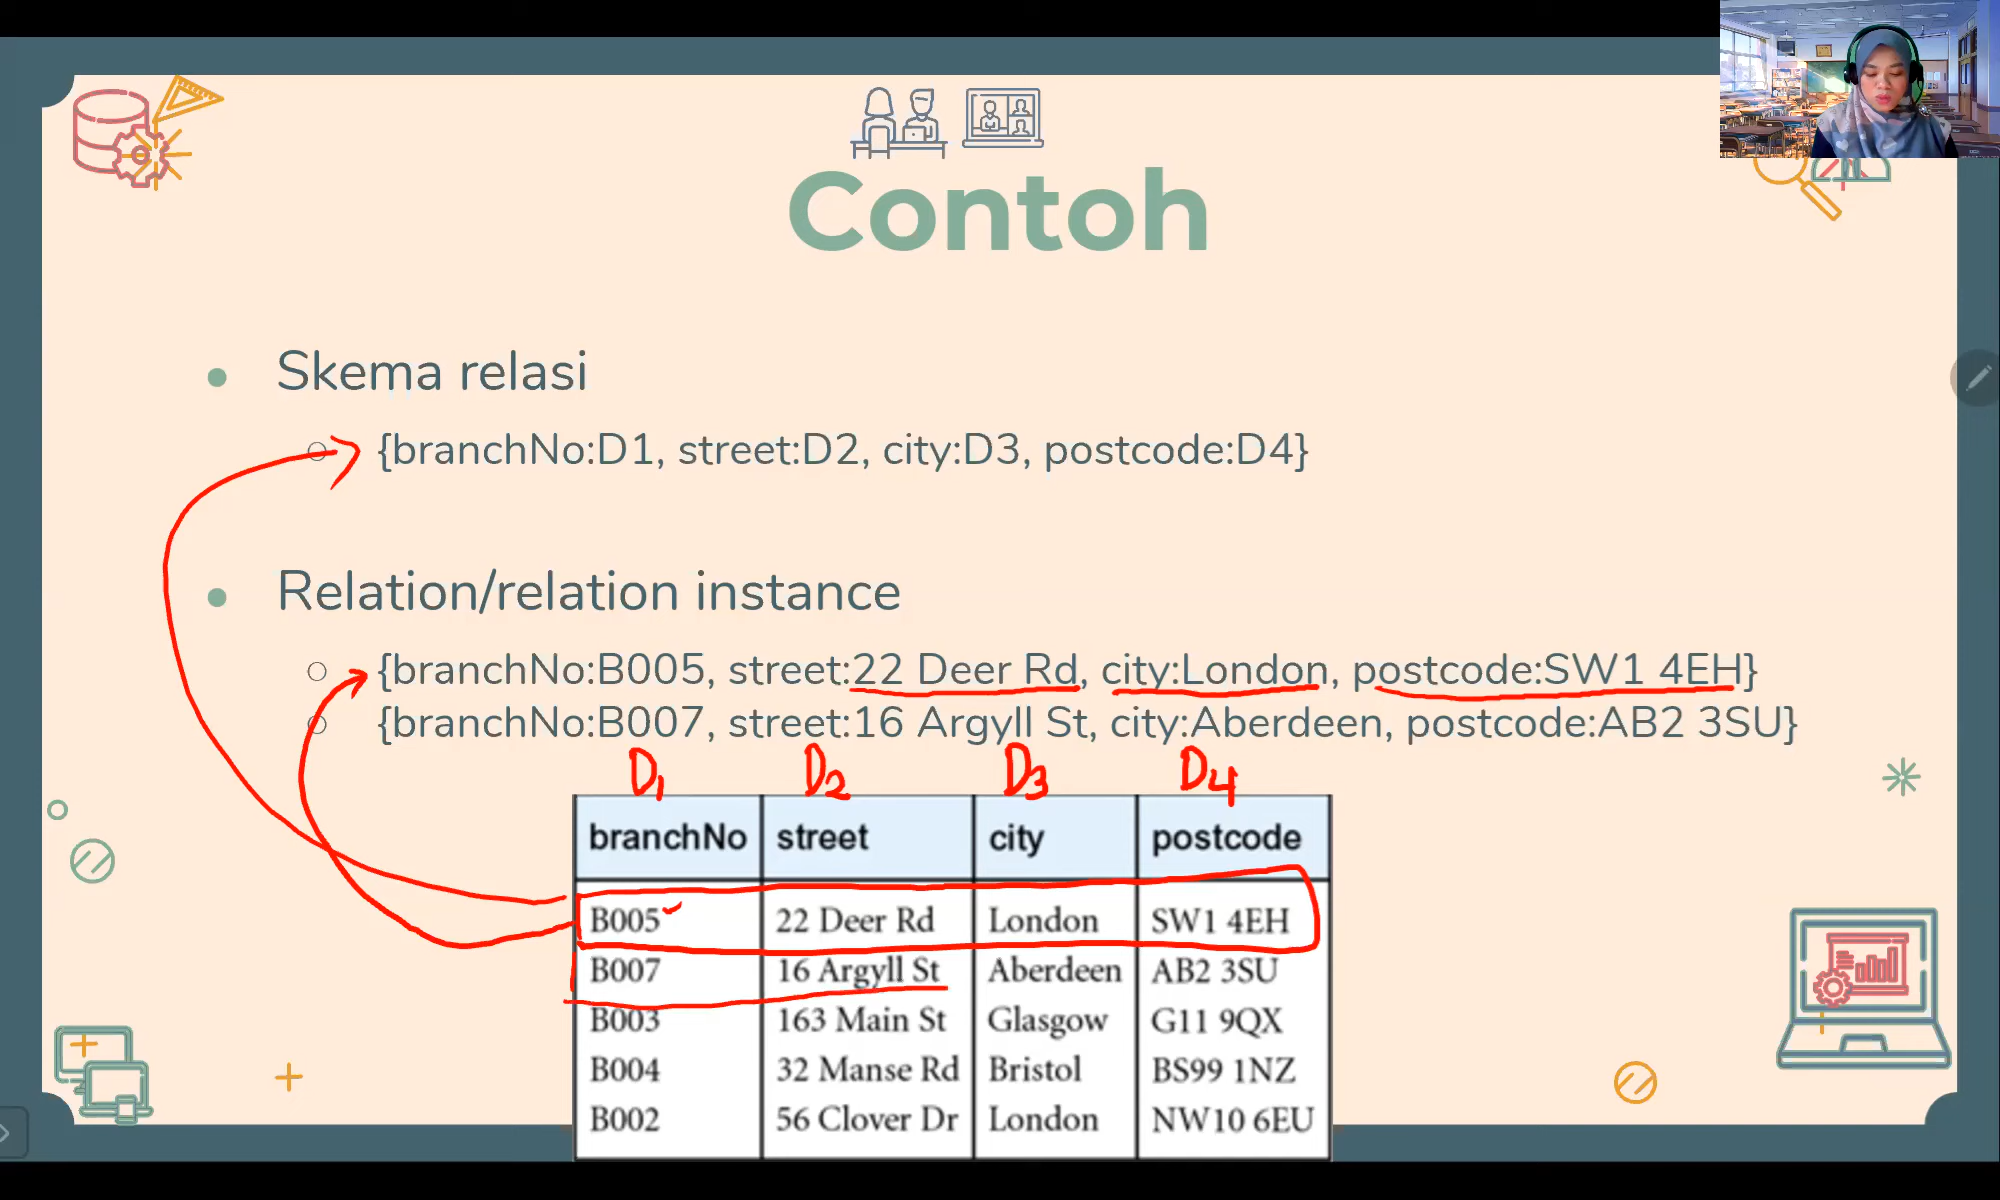 Contoh
Skema relasi
{branchNo:D1, street:D2, city:D3, postcode:D4}
Relation/relation instance
{branchNo:B005, street:22 Deer Rd, city:London, postcode:SW1 4EH}
{branchNo:B007, street:16 Argyll St, city:Aberdeen, postcode:AB2 3SU}
D1 D2 D3 D4
branchNo street city postcode
B005 22 Deer Rd London SW1 4EH
B007 16 Argyll St Aberdeen AB2 3SU
B003 163 Main St Glasgow G11 9QX
B004 32 Manse Rd Bristol BS99 1NZ
B002 56 Clover Dr London NW10 6EU